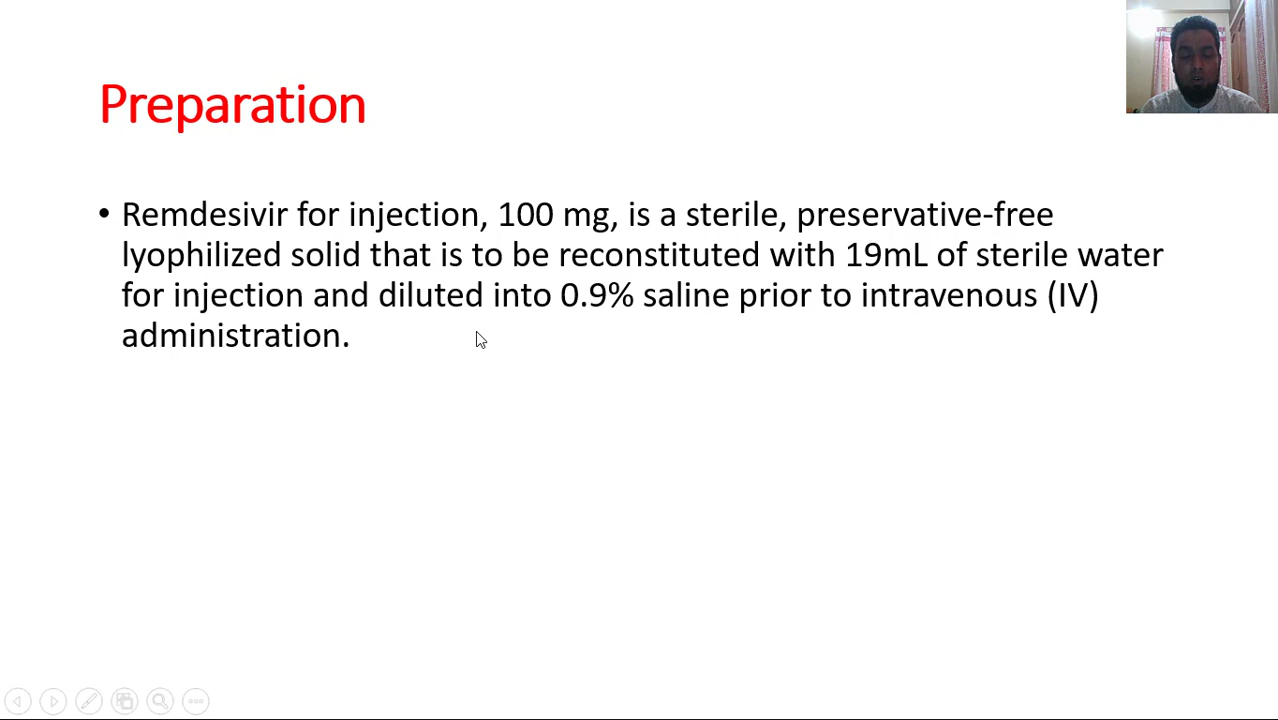 Preparation
• Remdesivir for injection, 100 mg, is a sterile, preservative-free
lyophilized solid that is to be reconstituted with 19mL of sterile water
for injection and diluted into 0.9% saline prior to intravenous (IV)
administration.